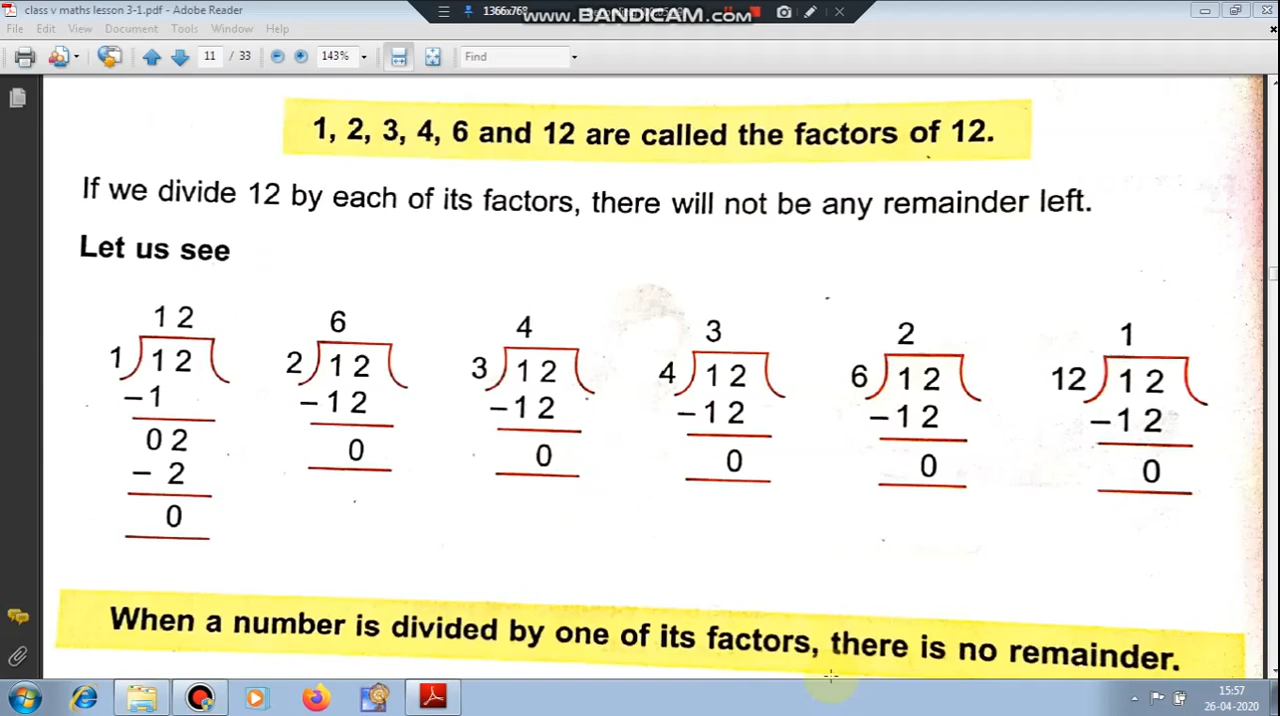 class v maths lesson 3-1.pdf - Adobe Reader
1366x768
www.BANDICAM.com
File Edit View Document Tools Window Help
11 / 33 143% Find
1, 2, 3, 4, 6 and 12 are called the factors of 12.
If we divide 12 by each of its factors, there will not be any remainder left.
Let us see
12 6 4 3 2 1
1) 12 ( 2) 12 ( 3) 12 ( 4) 12 ( 6) 12 ( 12) 12 (
–1 –12 –12 –12 –12 –12
02 0 0 0 0 0
– 2
0
When a number is divided by one of its factors, there is no remainder.
15:57
26-04-2020